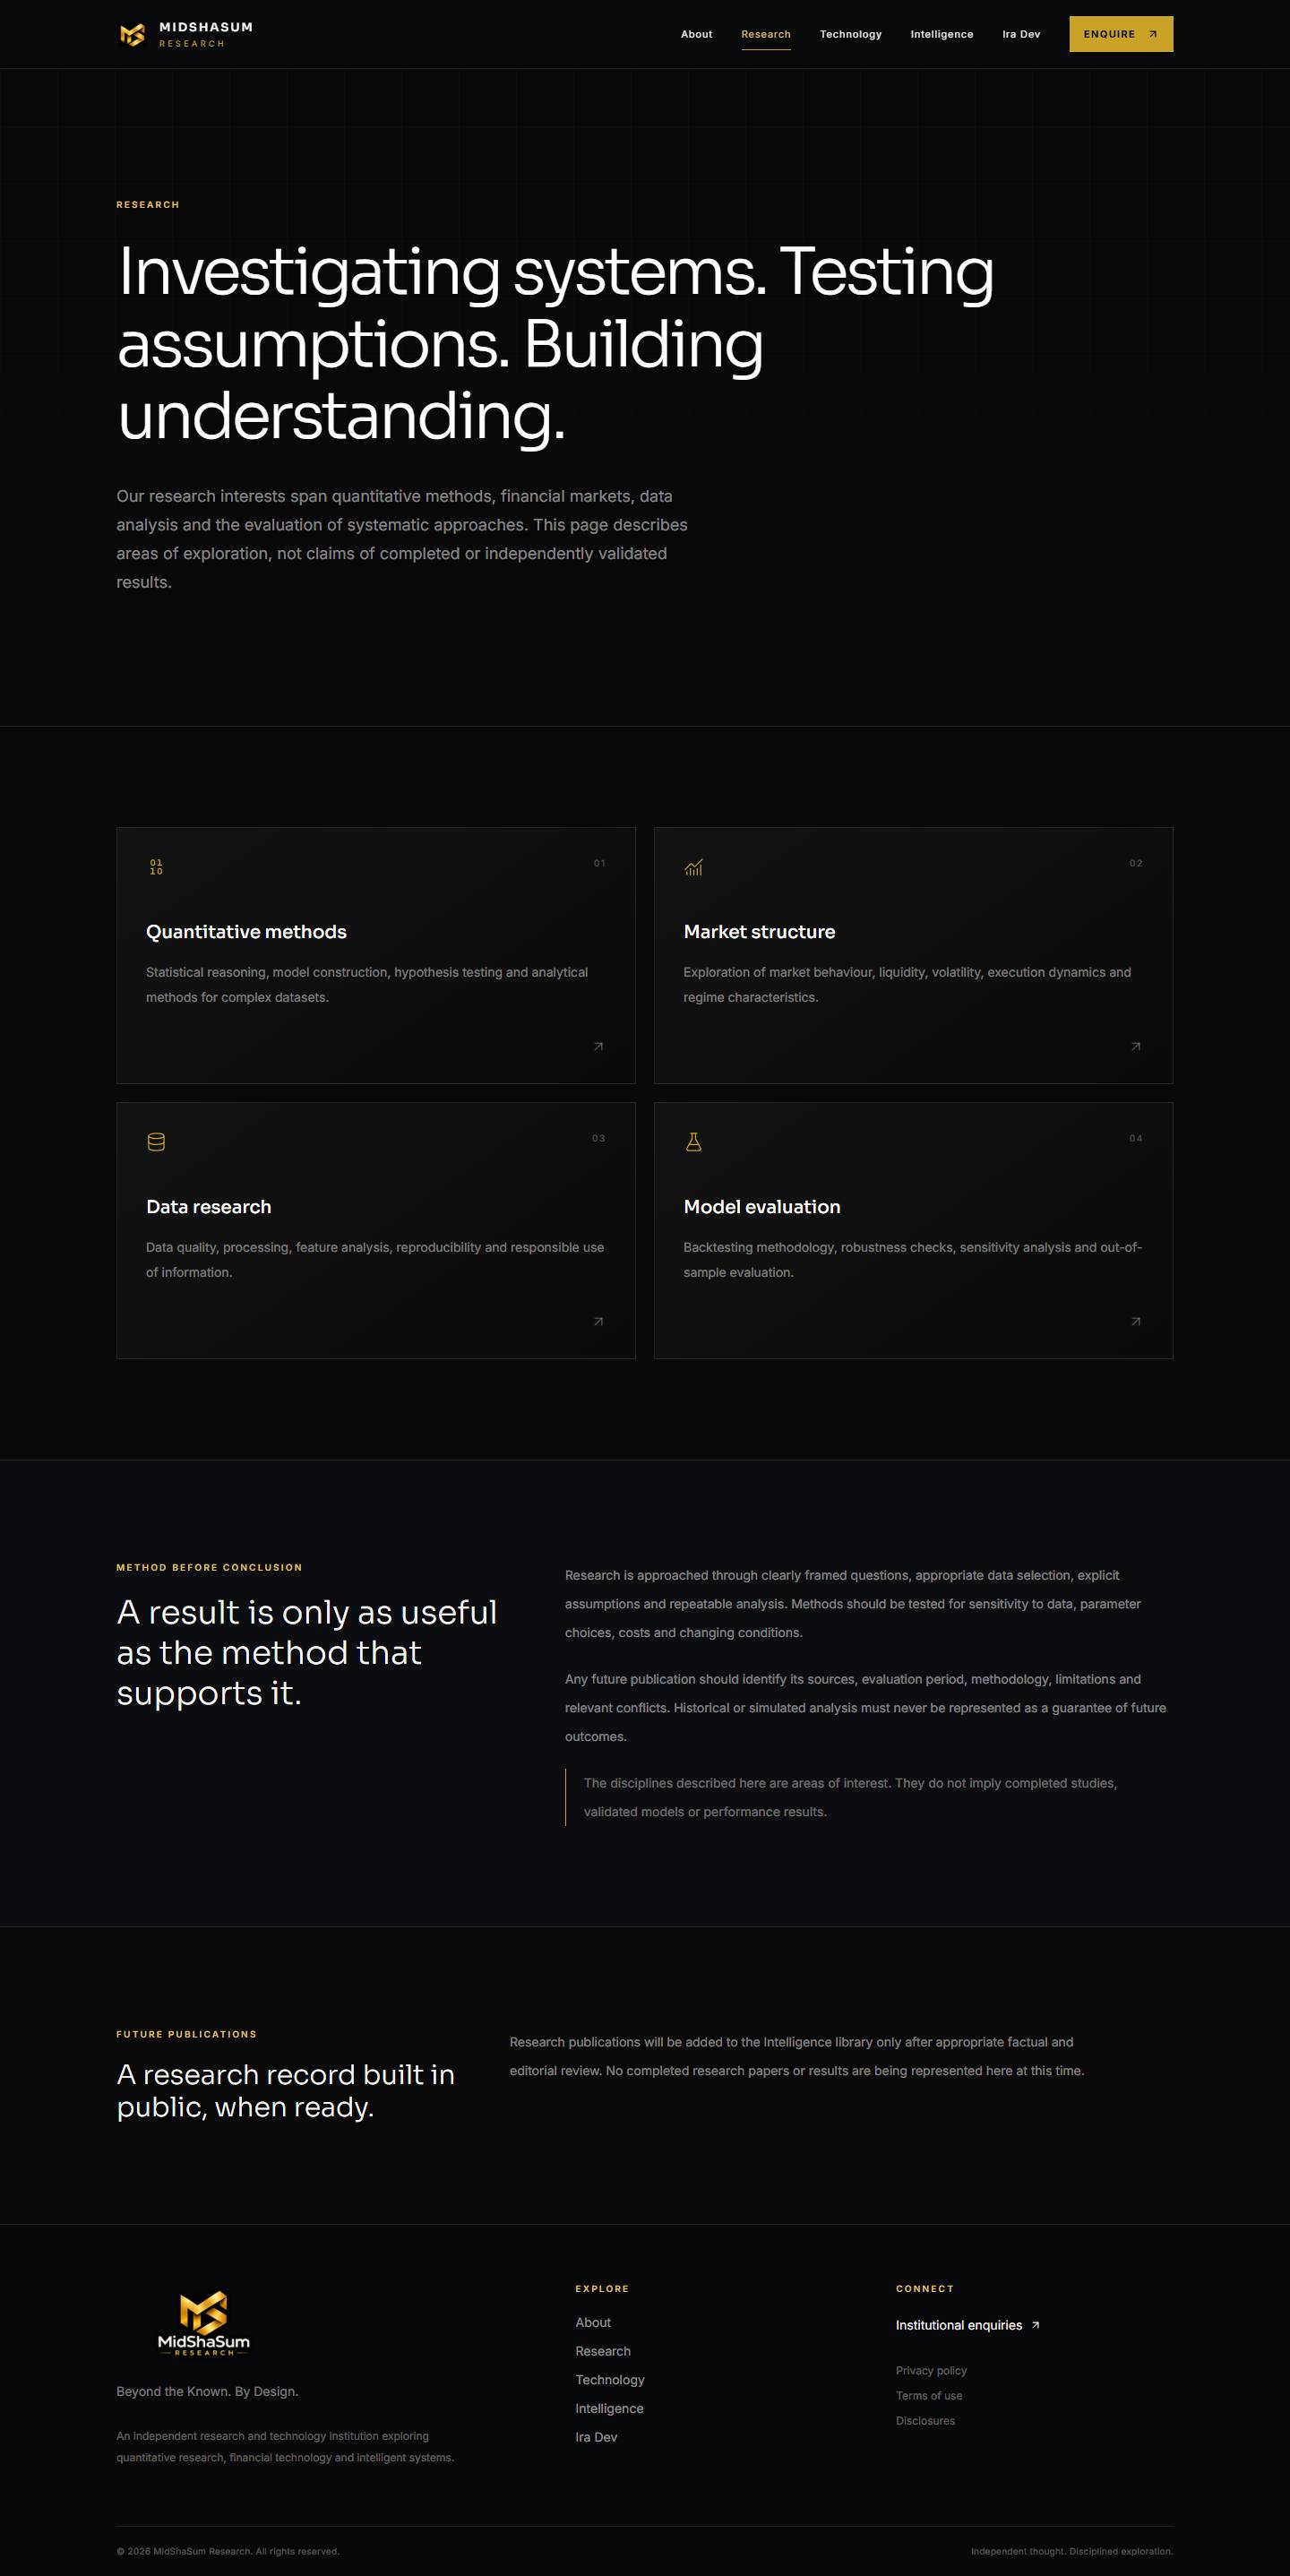 MIDSHASUM
RESEARCH
About
Research
Technology
Intelligence
Ira Dev
ENQUIRE
RESEARCH
Investigating systems. Testing
assumptions. Building
understanding.
Our research interests span quantitative methods, financial markets, data
analysis and the evaluation of systematic approaches. This page describes
areas of exploration, not claims of completed or independently validated
results.
01
10
01
Quantitative methods
Statistical reasoning, model construction, hypothesis testing and analytical
methods for complex datasets.
02
Market structure
Exploration of market behaviour, liquidity, volatility, execution dynamics and
regime characteristics.
03
Data research
Data quality, processing, feature analysis, reproducibility and responsible use
of information.
04
Model evaluation
Backtesting methodology, robustness checks, sensitivity analysis and out-of-
sample evaluation.
METHOD BEFORE CONCLUSION
A result is only as useful
as the method that
supports it.
Research is approached through clearly framed questions, appropriate data selection, explicit
assumptions and repeatable analysis. Methods should be tested for sensitivity to data, parameter
choices, costs and changing conditions.
Any future publication should identify its sources, evaluation period, methodology, limitations and
relevant conflicts. Historical or simulated analysis must never be represented as a guarantee of future
outcomes.
The disciplines described here are areas of interest. They do not imply completed studies,
validated models or performance results.
FUTURE PUBLICATIONS
A research record built in
public, when ready.
Research publications will be added to the Intelligence library only after appropriate factual and
editorial review. No completed research papers or results are being represented here at this time.
MidShaSum
RESEARCH
Beyond the Known. By Design.
An independent research and technology institution exploring
quantitative research, financial technology and intelligent systems.
EXPLORE
About
Research
Technology
Intelligence
Ira Dev
CONNECT
Institutional enquiries
Privacy policy
Terms of use
Disclosures
© 2026 MidShaSum Research. All rights reserved.
Independent thought. Disciplined exploration.